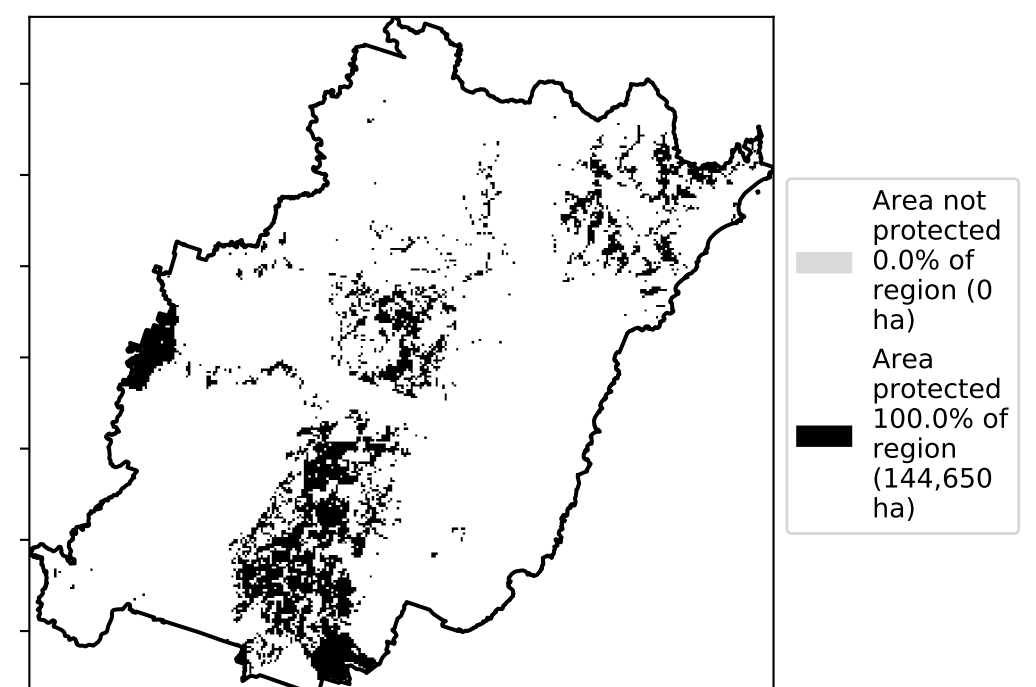 Area not
protected
0.0% of
region (0
ha)
Area
protected
100.0% of
region
(144,650
ha)